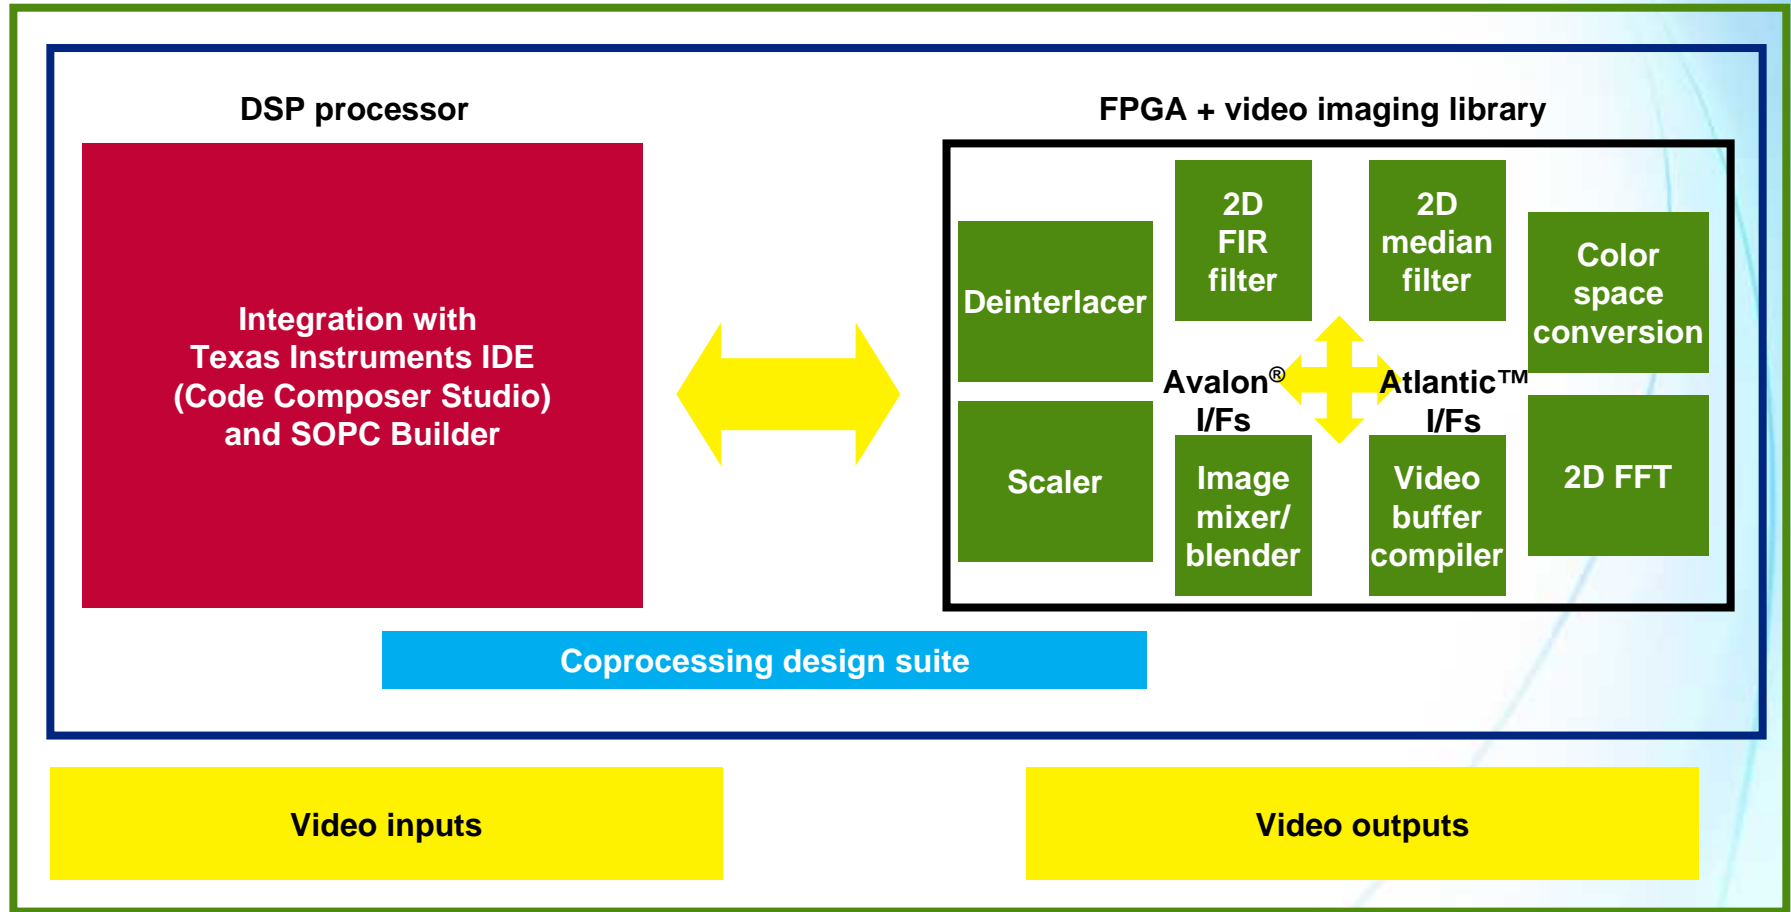 DSP processor
FPGA + video imaging library
Integration with
Texas Instruments IDE
(Code Composer Studio)
and SOPC Builder
Deinterlacer
Scaler
2D
FIR
filter
2D
median
filter
Color
space
conversion
Avalon®
I/Fs
Atlantic™
I/Fs
Image
mixer/
blender
Video
buffer
compiler
2D FFT
Coprocessing design suite
Video inputs
Video outputs